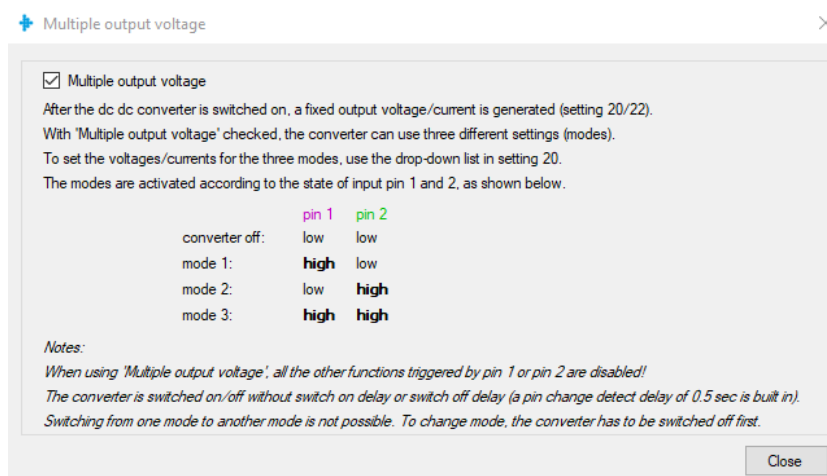 Multiple output voltage
Multiple output voltage
After the dc dc converter is switched on, a fixed output voltage/current is generated (setting 20/22).
With 'Multiple output voltage' checked, the converter can use three different settings (modes).
To set the voltages/currents for the three modes, use the drop-down list in setting 20.
The modes are activated according to the state of input pin 1 and 2, as shown below.
pin 1 pin 2
converter off: low low
mode 1: high low
mode 2: low high
mode 3: high high
Notes:
When using 'Multiple output voltage', all the other functions triggered by pin 1 or pin 2 are disabled!
The converter is switched on/off without switch on delay or switch off delay (a pin change detect delay of 0.5 sec is built in).
Switching from one mode to another mode is not possible. To change mode, the converter has to be switched off first.
Close